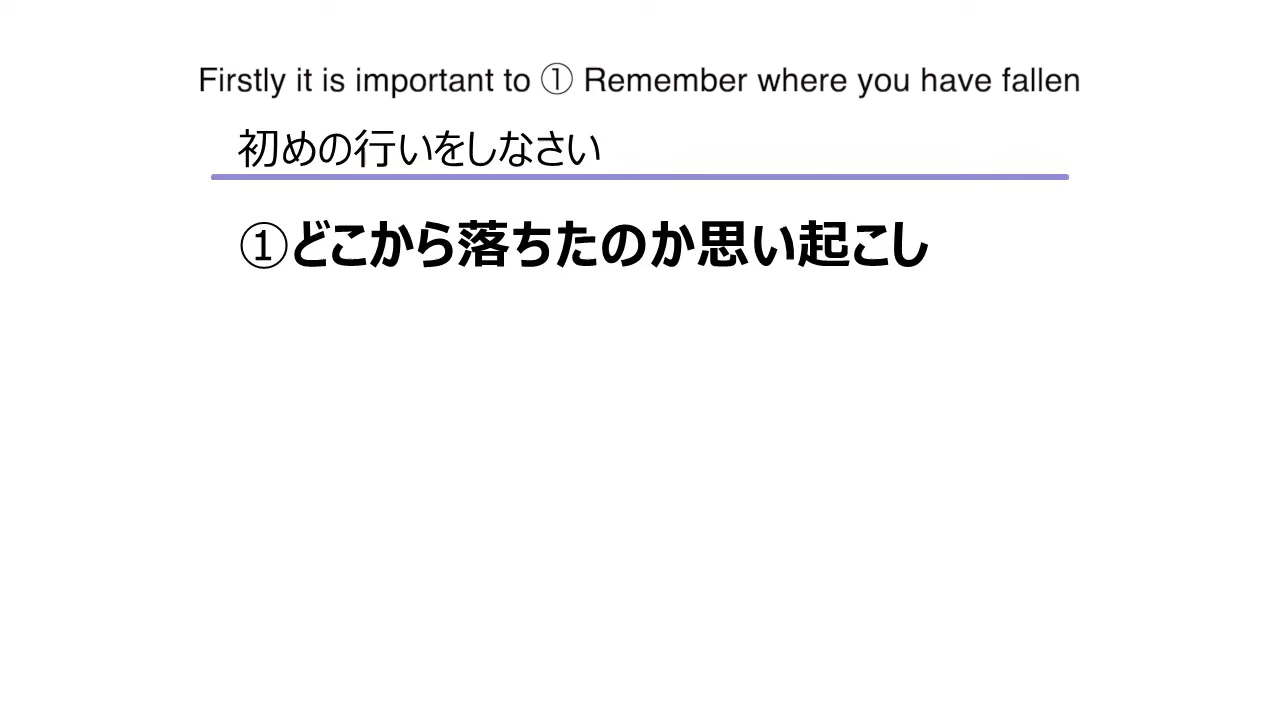 Firstly it is important to ① Remember where you have fallen
初めの行いをしなさい
①どこから落ちたのか思い起こし